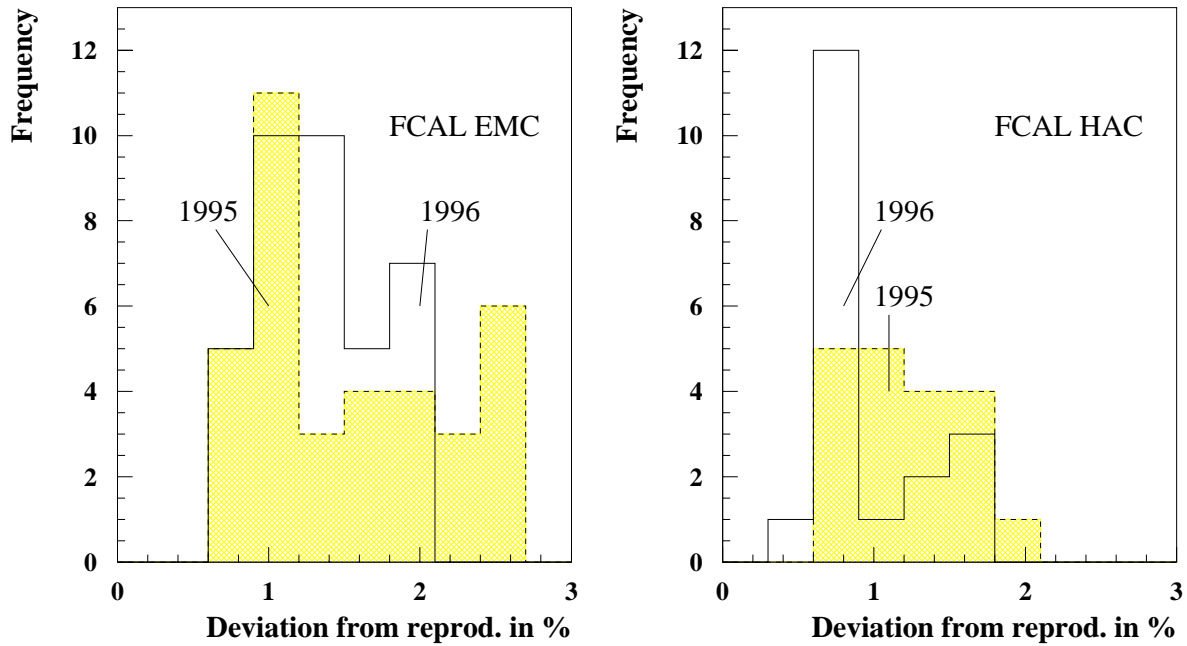 Frequency
12
10
8
6
4
2
0
FCAL EMC
1995
1996
0 1 2 3
Deviation from reprod. in %
Frequency
12
10
8
6
4
2
0
FCAL HAC
1996
1995
0 1 2 3
Deviation from reprod. in %